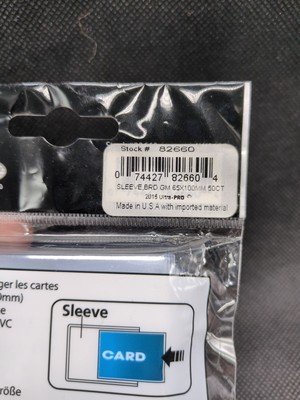 Stock # 82660
0 74427 82660 4
SLEEVE,BRD GM 65X100MM 50CT
2015 Ultra-PRO
Made in U.S.A with imported material
ger les cartes
0mm)
e
VC
röße
Sleeve
CARD